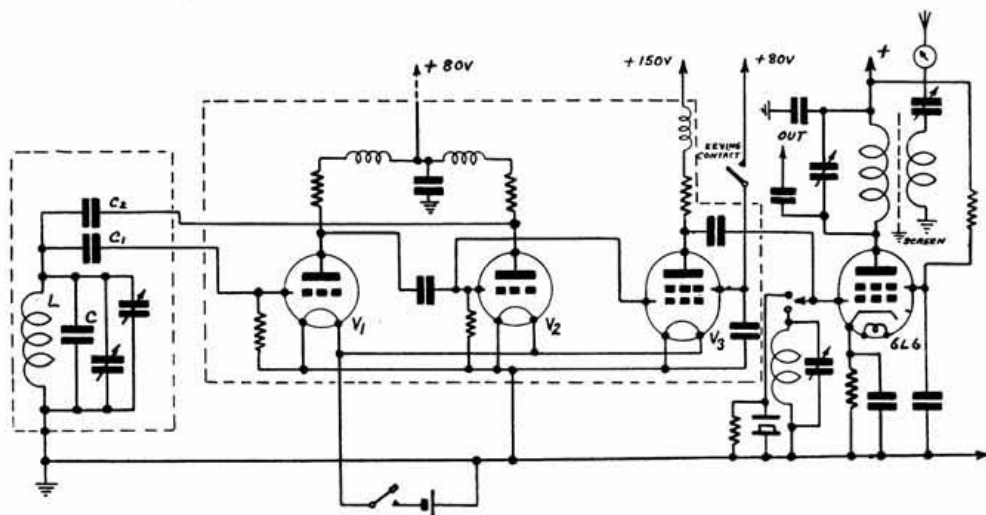 + 80V
+ 150V
+80V
+
KEYING
CONTACT
OUT
SCREEN
C2
C1
L
C
V1
V2
V3
6L6